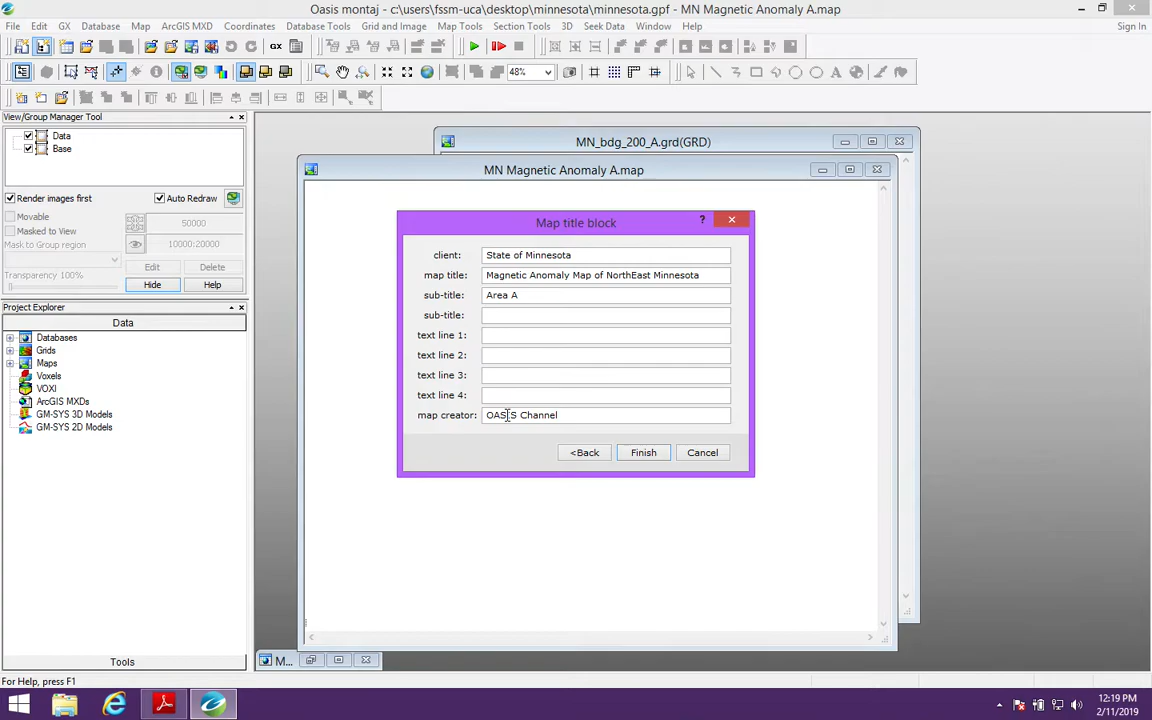 Oasis montaj - c:\users\fssm-uca\desktop\minnesota\minnesota.gpf - MN Magnetic Anomaly A.map
File Edit GX Database Map ArcGIS MXD Coordinates Database Tools Grid and Image Map Tools Section Tools 3D Seek Data Window Help Sign In
GX
48%
View/Group Manager Tool
Data
Base
Render images first Auto Redraw
Movable 50000
Masked to View
Mask to Group region 10000:20000
Transparency 100% Edit Delete
Hide Help
Project Explorer
Data
Databases
Grids
Maps
Voxels
VOXI
ArcGIS MXDs
GM-SYS 3D Models
GM-SYS 2D Models
Tools
MN_bdg_200_A.grd(GRD)
MN Magnetic Anomaly A.map
Map title block ?
client: State of Minnesota
map title: Magnetic Anomaly Map of NorthEast Minnesota
sub-title: Area A
sub-title:
text line 1:
text line 2:
text line 3:
text line 4:
map creator: OASIS Channel
<Back Finish Cancel
M...
For Help, press F1
12:19 PM
2/11/2019